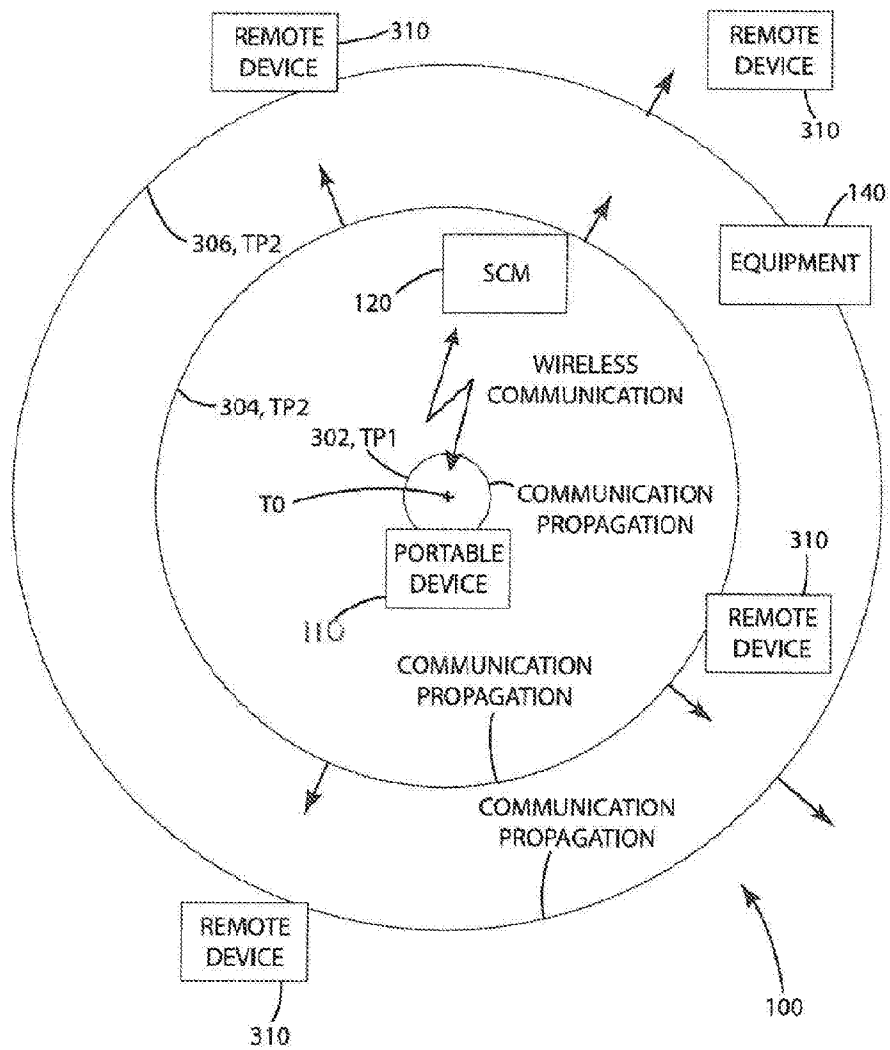 REMOTE
DEVICE
310
REMOTE
DEVICE
310
140
306, TP2
SCM
120
EQUIPMENT
WIRELESS
COMMUNICATION
304, TP2
302, TP1
T0
COMMUNICATION
PROPAGATION
PORTABLE
DEVICE
110
310
REMOTE
DEVICE
COMMUNICATION
PROPAGATION
COMMUNICATION
PROPAGATION
REMOTE
DEVICE
310
100